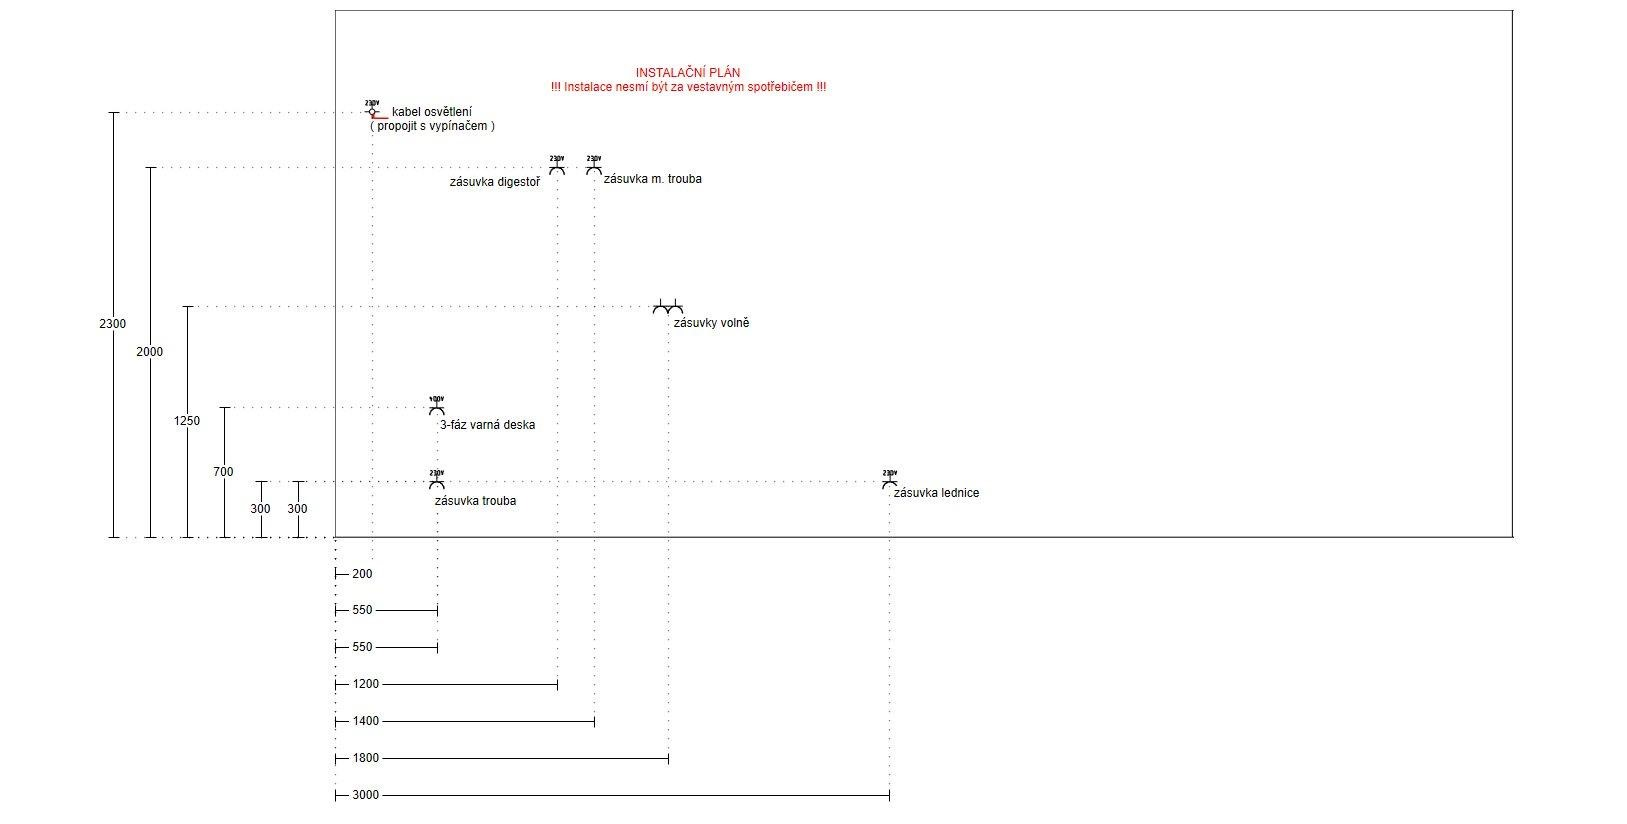 INSTALAČNÍ PLÁN
!!! Instalace nesmí být za vestavným spotřebičem !!!
230V
kabel osvětlení
( propojit s vypínačem )
230V
230V
zásuvka digestoř
zásuvka m. trouba
zásuvky volně
2300
2000
1250
700
300
300
400V
3-fáz varná deska
230V
zásuvka trouba
230V
zásuvka lednice
200
550
550
1200
1400
1800
3000